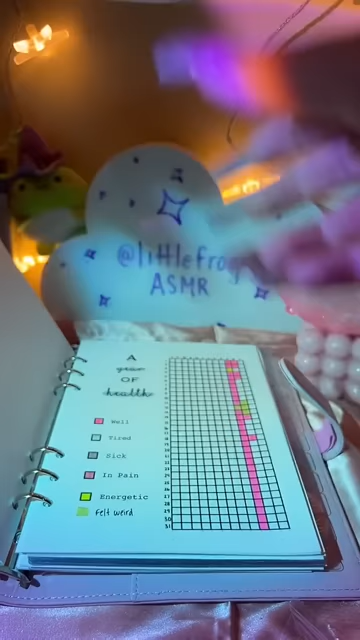 @littlefrog
ASMR
A
year
OF
health
Well
Tired
Sick
In Pain
Energetic
felt weird